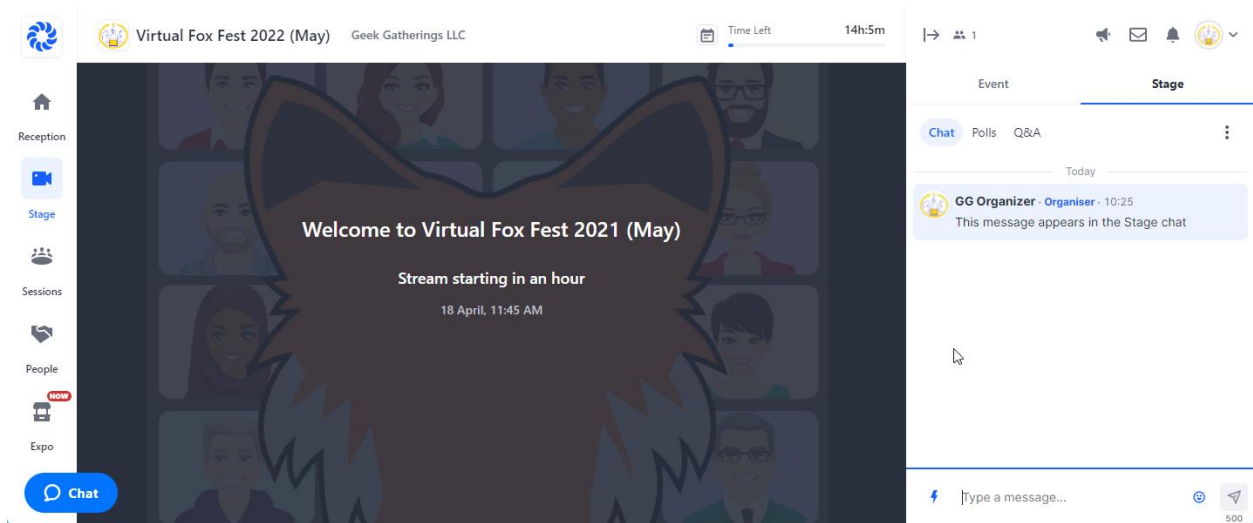 Virtual Fox Fest 2022 (May) Geek Gatherings LLC
Time Left 14h:5m
1
Reception
Stage
Sessions
People
NOW
Expo
Chat
Welcome to Virtual Fox Fest 2021 (May)
Stream starting in an hour
18 April, 11:45 AM
Event Stage
Chat Polls Q&A
Today
GG Organizer · Organiser · 10:25
This message appears in the Stage chat
Type a message...
500